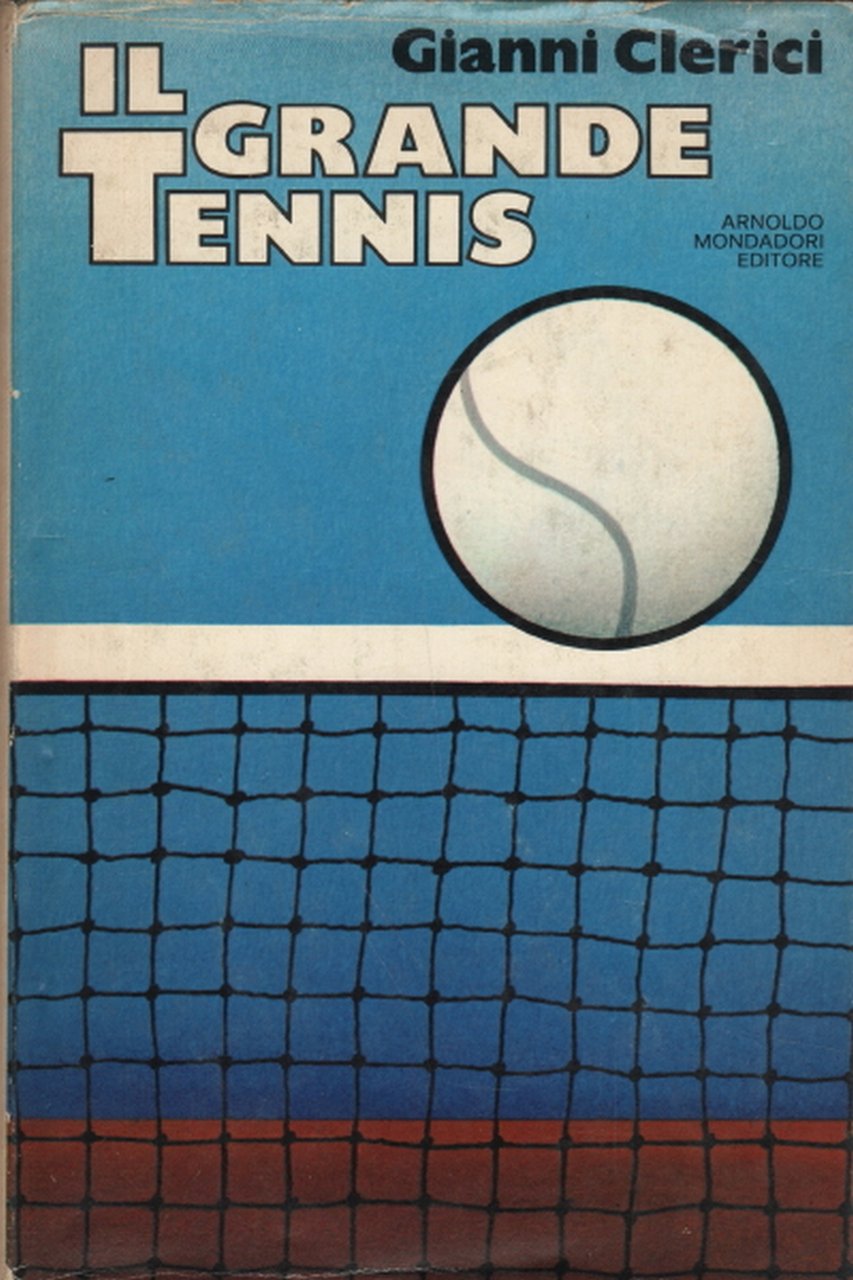 Gianni Clerici
IL
GRANDE
TENNIS
ARNOLDO
MONDADORI
EDITORE